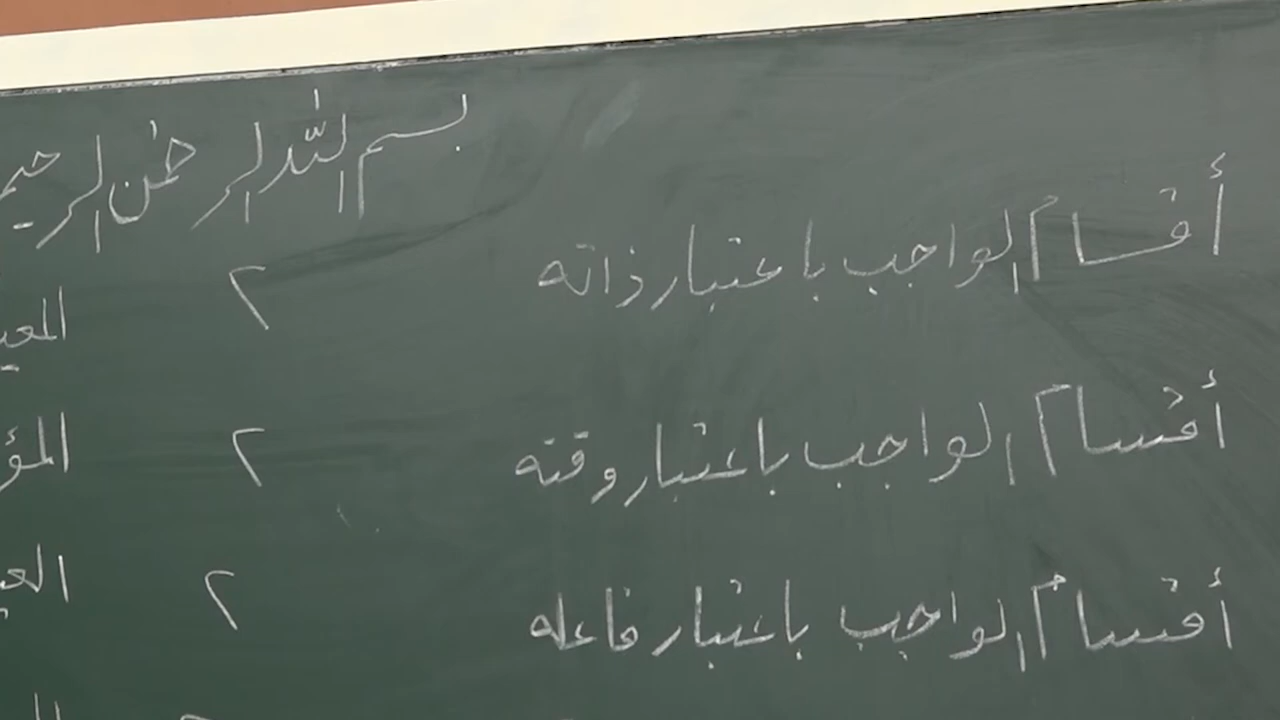 بسم الله الرحمن الرحيم
أقسام الواجب باعتبار ذاته ٢
أقسام الواجب باعتبار وقته ٢
أقسام الواجب باعتبار فاعله ٢